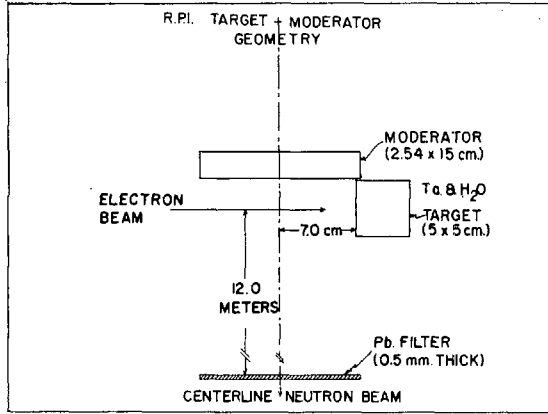 R.P.I. TARGET + MODERATOR
GEOMETRY
MODERATOR
(2.54 x 15 cm.)
Ta. & H2O
TARGET
(5 x 5 cm.)
ELECTRON
BEAM
7.0 cm
12.0
METERS
Pb. FILTER
(0.5 mm. THICK)
CENTERLINE NEUTRON BEAM